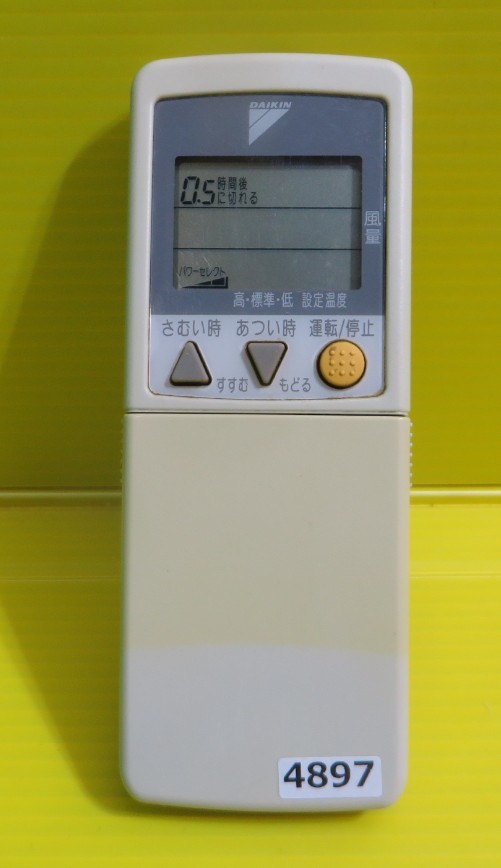 DAIKIN
0.5 時間後
に切れる
パワーセレクト
風量
高・標準・低 設定温度
さむい時 あつい時 運転/停止
すすむ もどる
4897